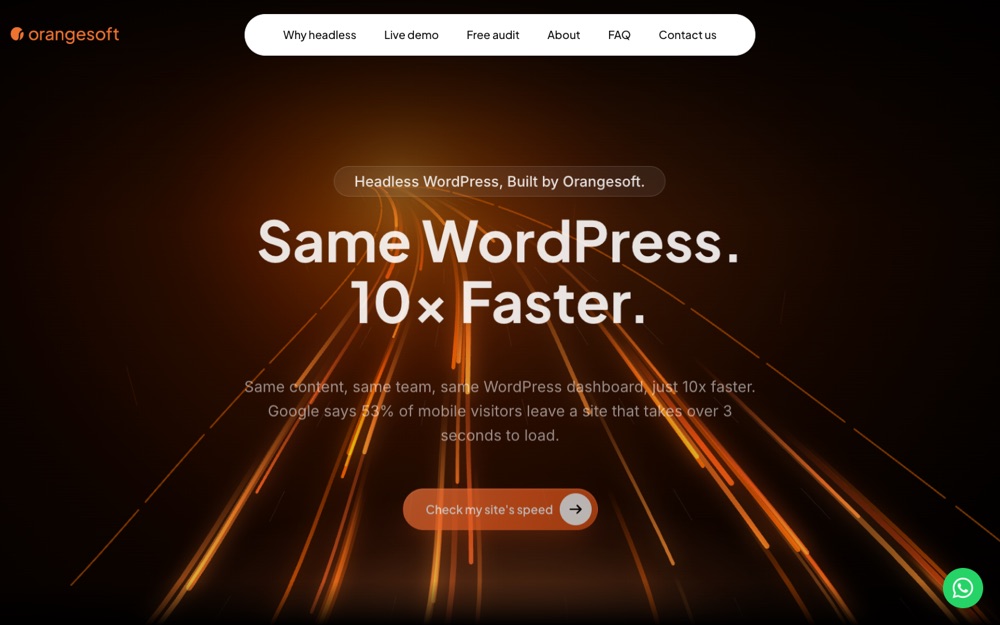 orangesoft
Why headless
Live demo
Free audit
About
FAQ
Contact us
Headless WordPress, Built by Orangesoft.
Same WordPress.
10× Faster.
Same content, same team, same WordPress dashboard, just 10x faster.
Google says 53% of mobile visitors leave a site that takes over 3
seconds to load.
Check my site's speed